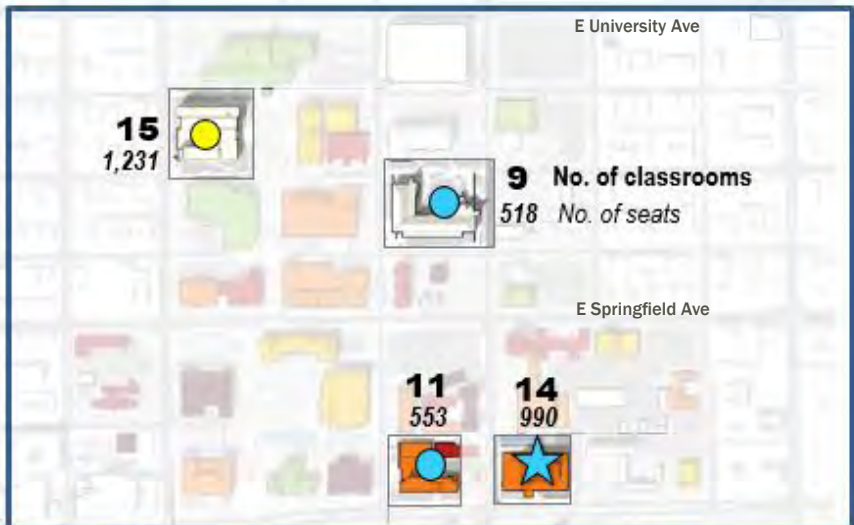 E University Ave
15
1,231
9 No. of classrooms
518 No. of seats
E Springfield Ave
11
553
14
990